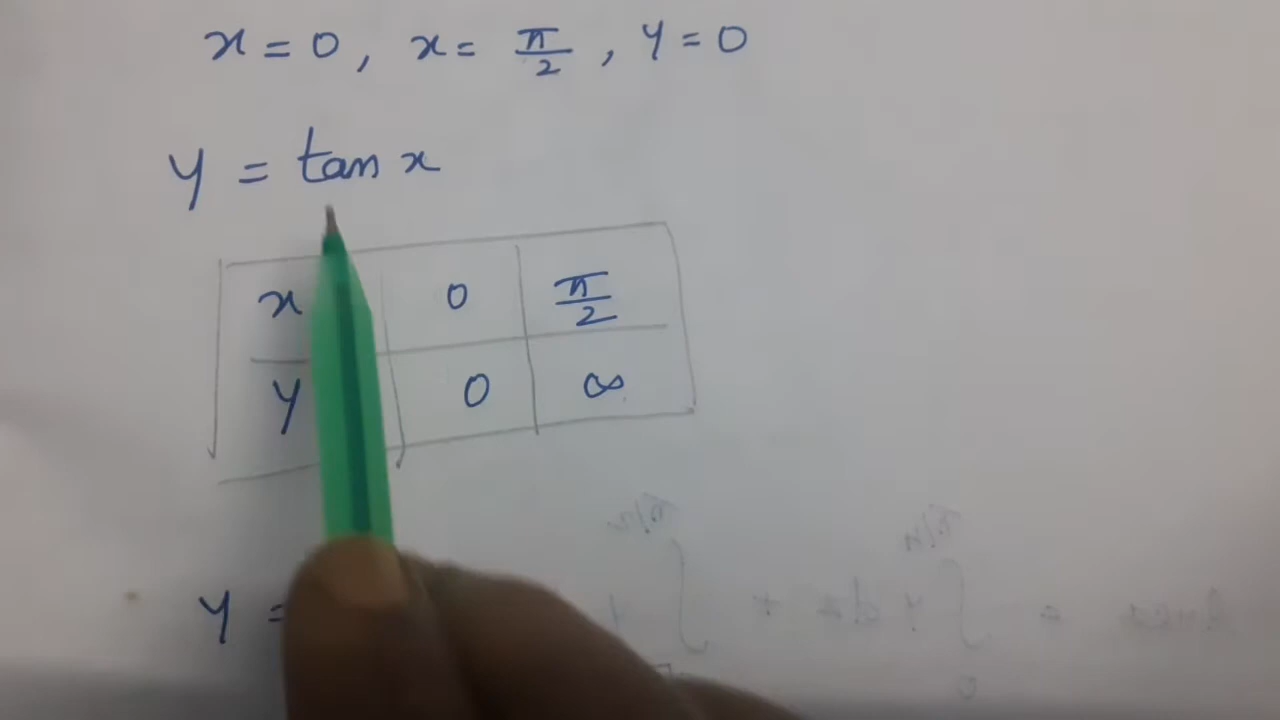 x = 0, x = π/2, y = 0
y = tan x
x 0 π/2
y 0 ∞
y =